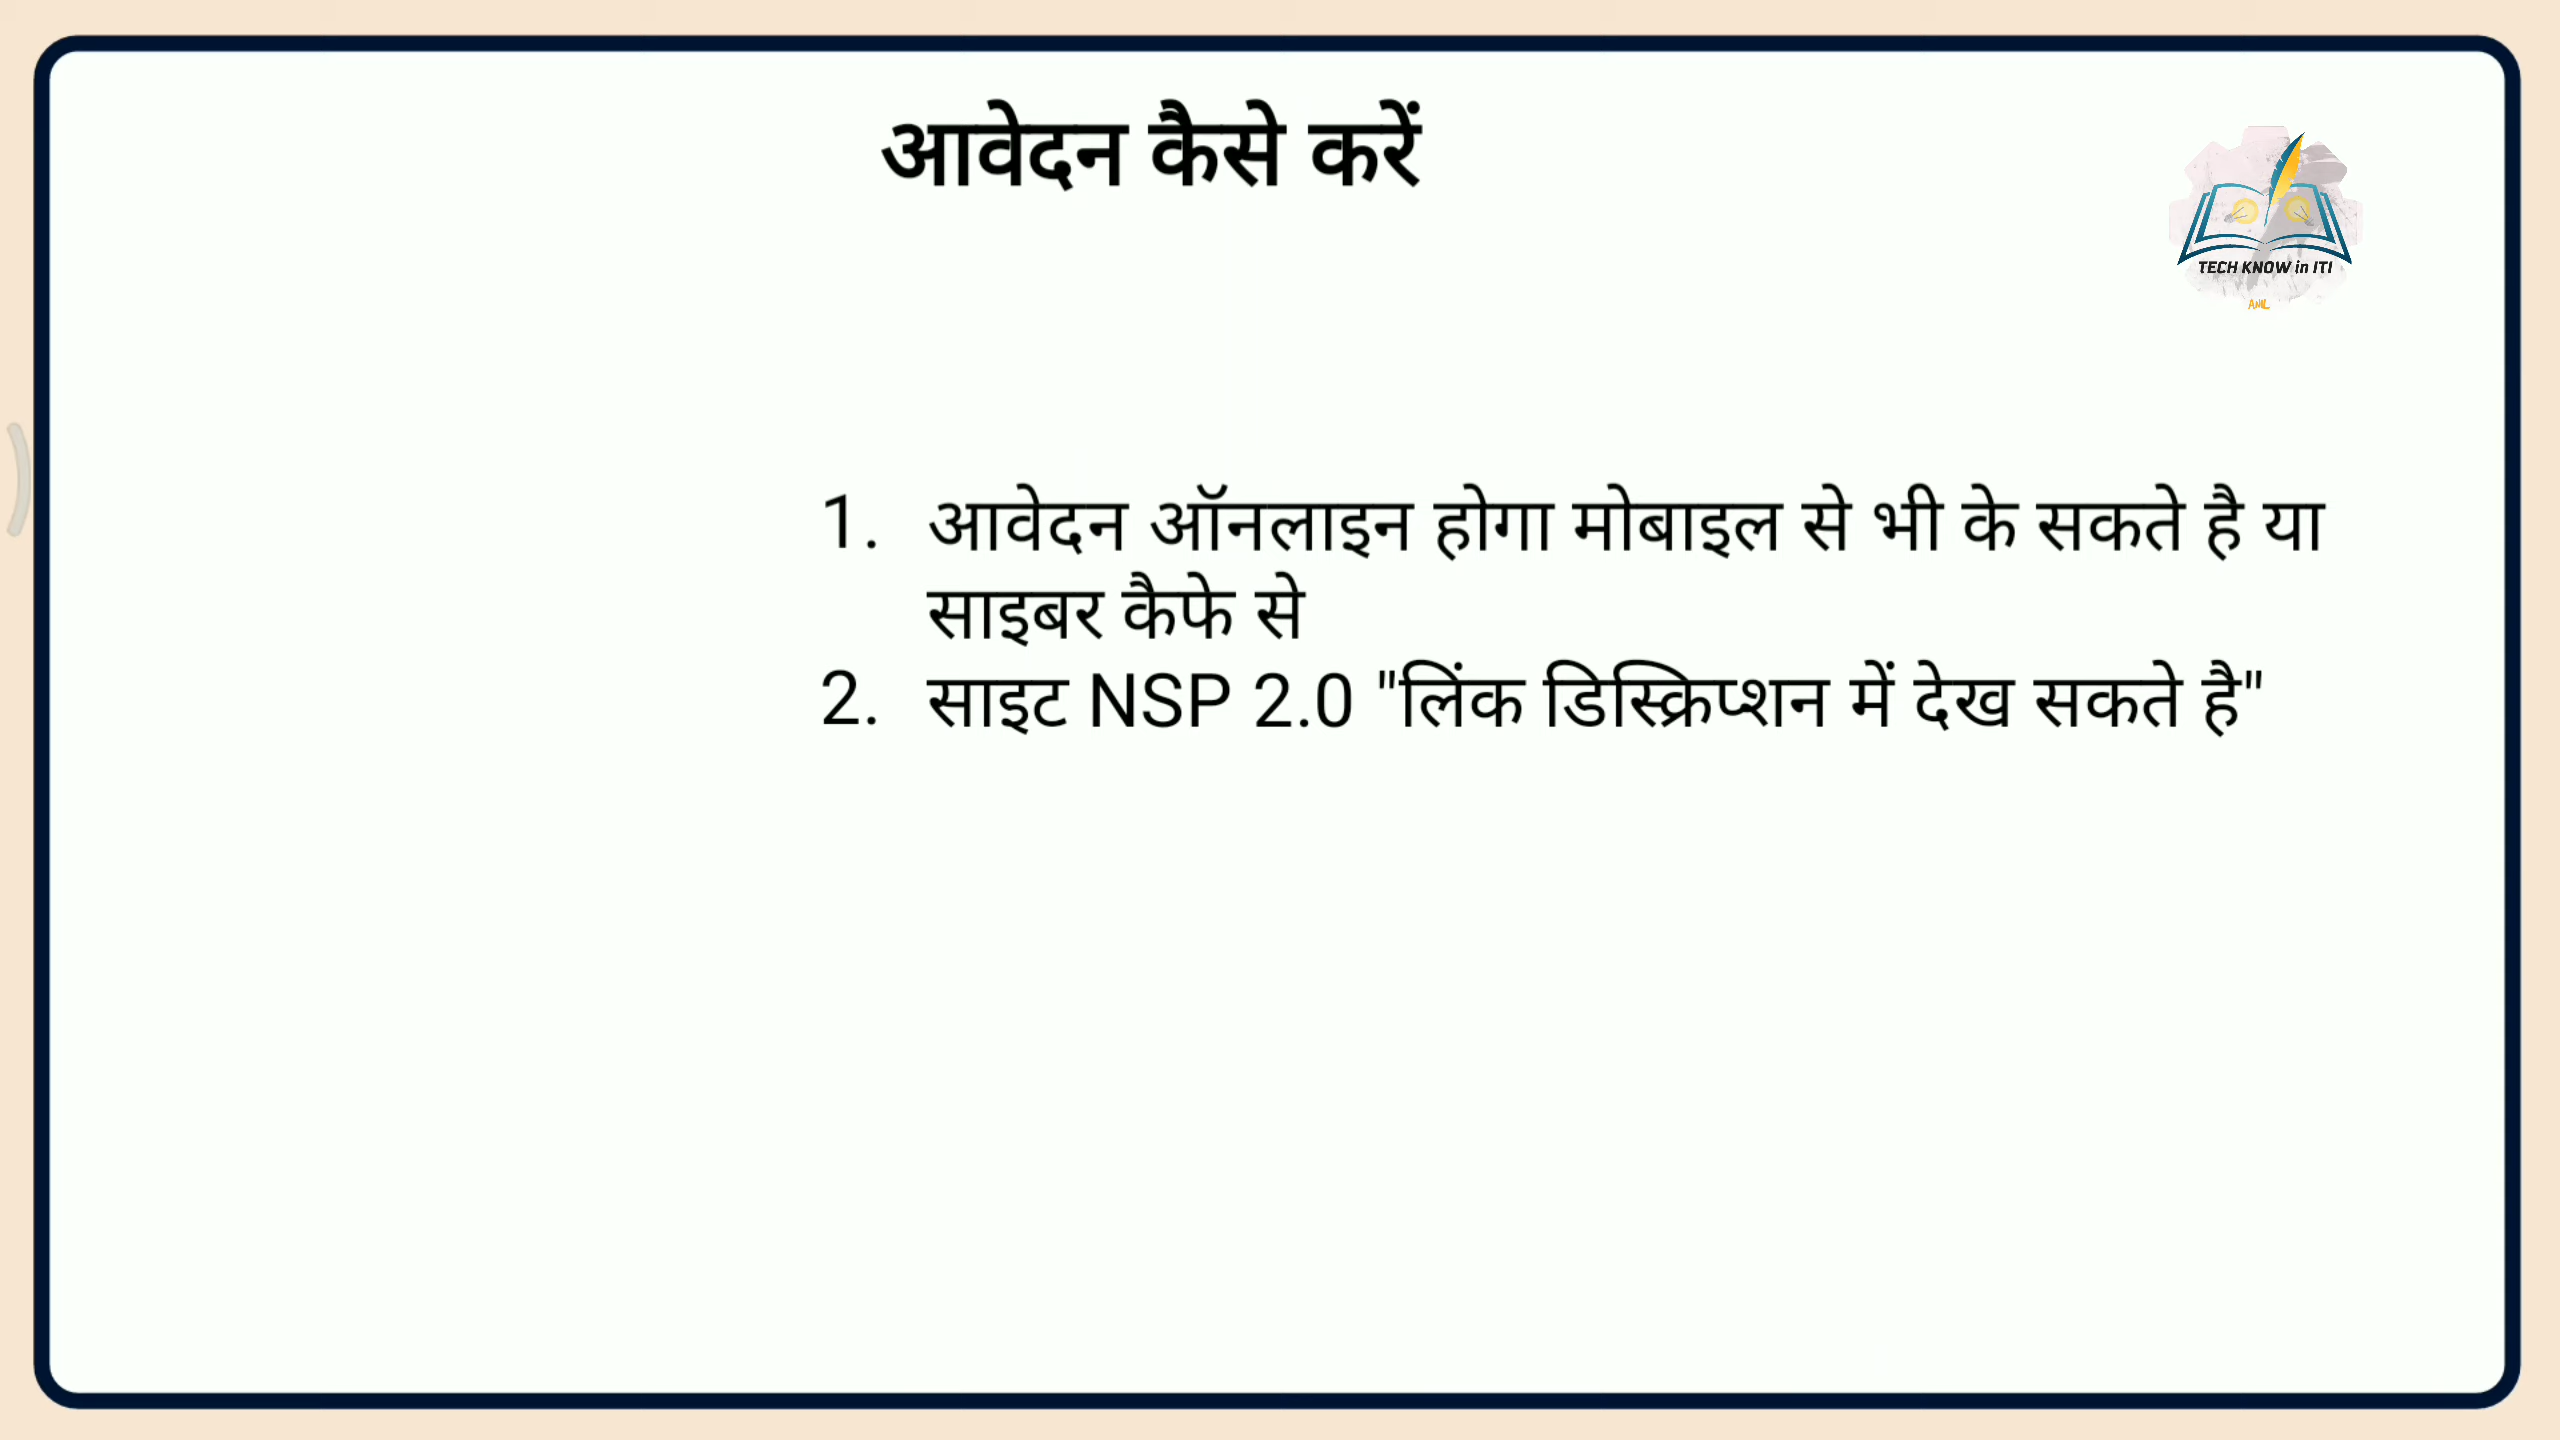 आवेदन कैसे करें
TECH KNOW in ITI
ANIL
1. आवेदन ऑनलाइन होगा मोबाइल से भी के सकते है या
साइबर कैफे से
2. साइट NSP 2.0 "लिंक डिस्क्रिप्शन में देख सकते है"